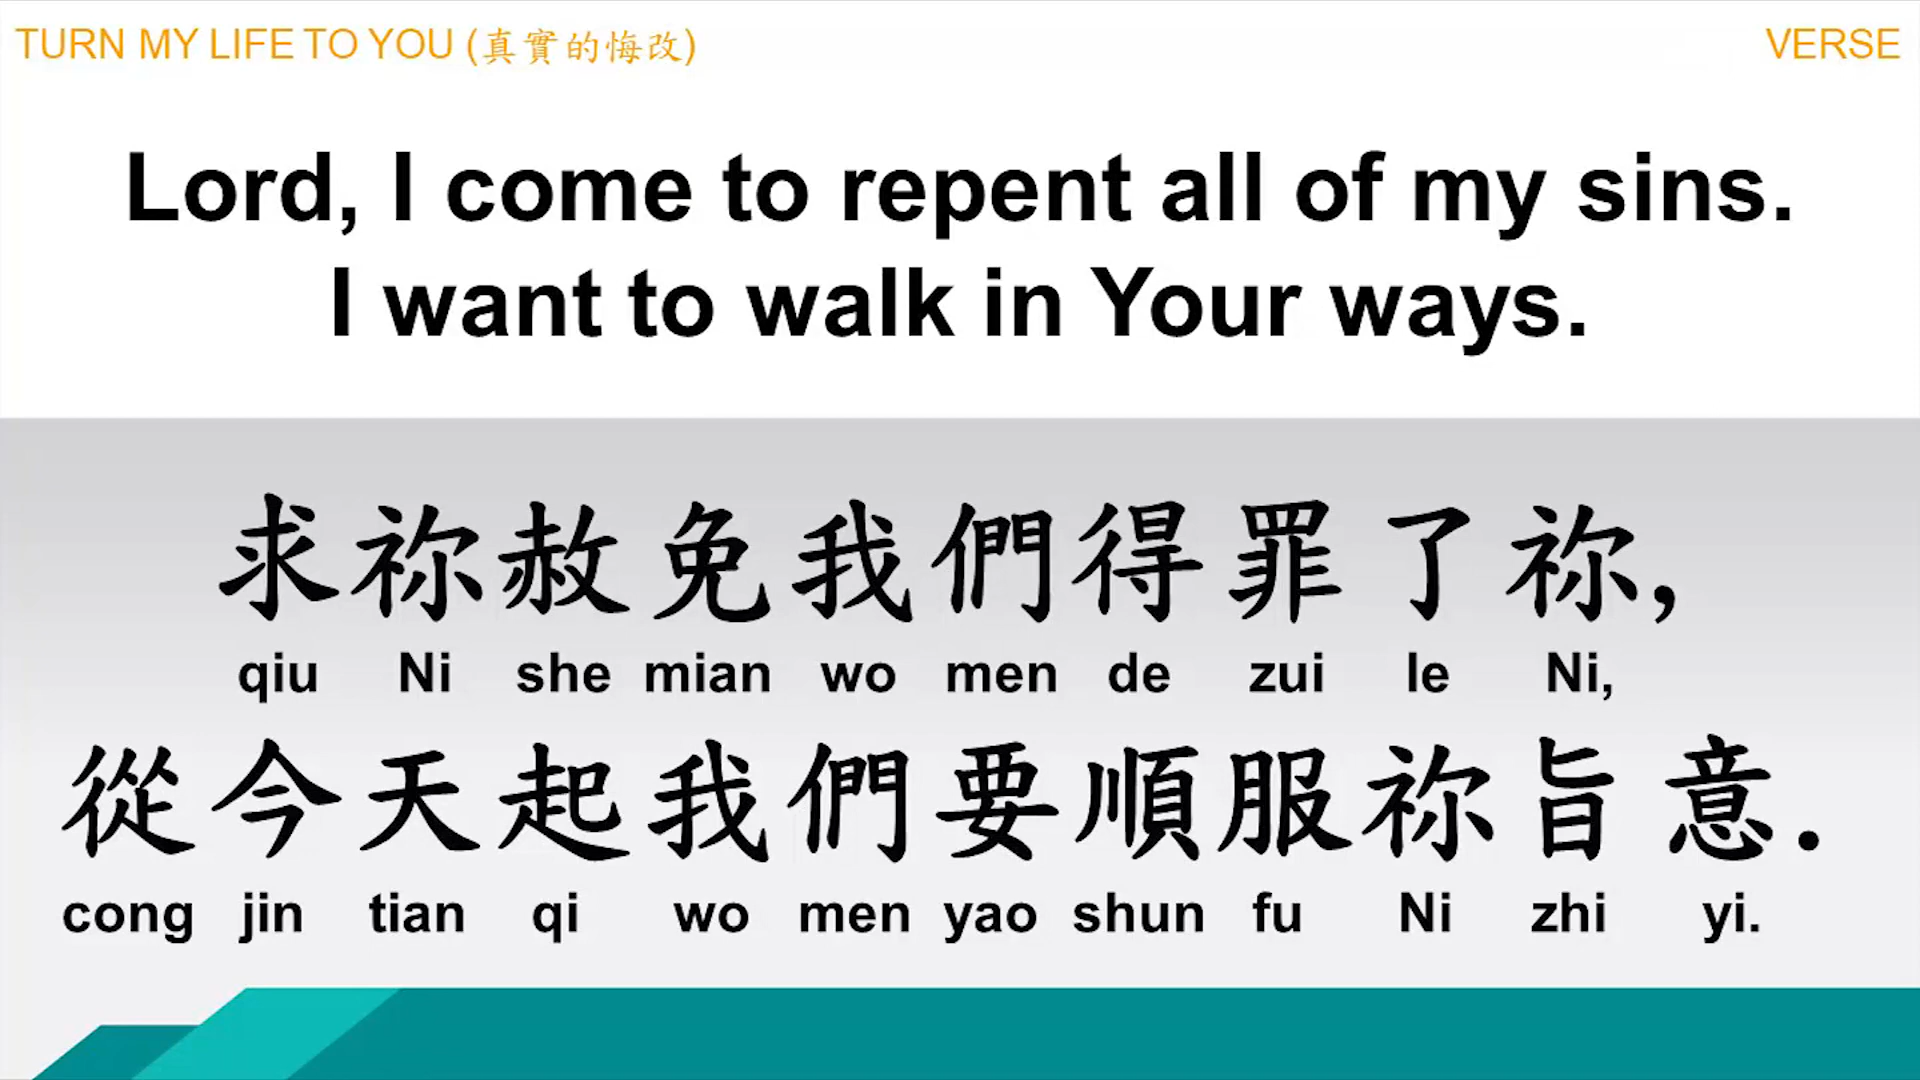 TURN MY LIFE TO YOU (真實的悔改)
VERSE
Lord, I come to repent all of my sins.
I want to walk in Your ways.
求祢赦免我們得罪了祢,
qiu Ni she mian wo men de zui le Ni,
從今天起我們要順服祢旨意.
cong jin tian qi wo men yao shun fu Ni zhi yi.